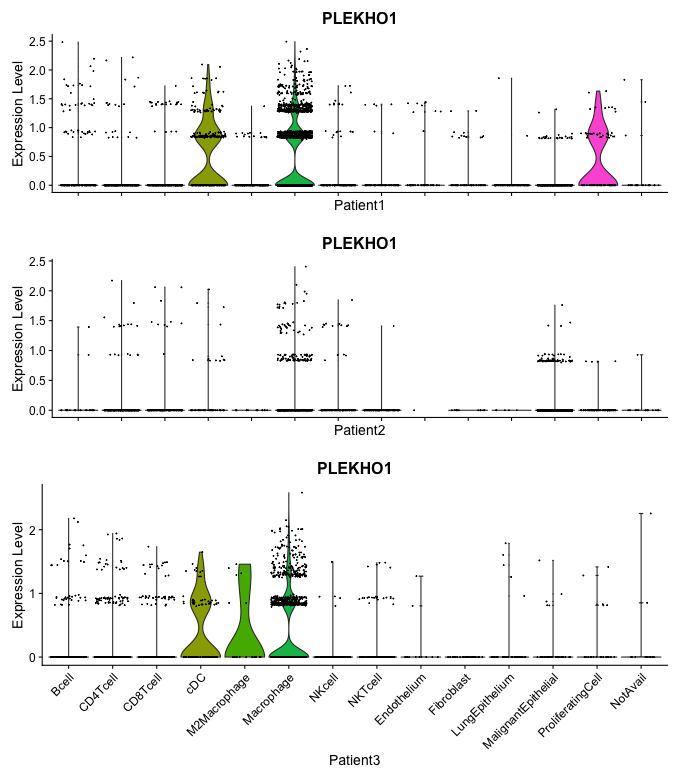 PLEKHO1
Expression Level
2.5
2.0
1.5
1.0
0.5
0.0
Patient1
PLEKHO1
Expression Level
2.5
2.0
1.5
1.0
0.5
0.0
Patient2
PLEKHO1
Expression Level
2
1
0
Bcell
CD4Tcell
CD8Tcell
cDC
M2Macrophage
Macrophage
NKcell
NKTcell
Endothelium
Fibroblast
LungEpithelium
MalignantEpithelial
ProliferatingCell
NotAvail
Patient3